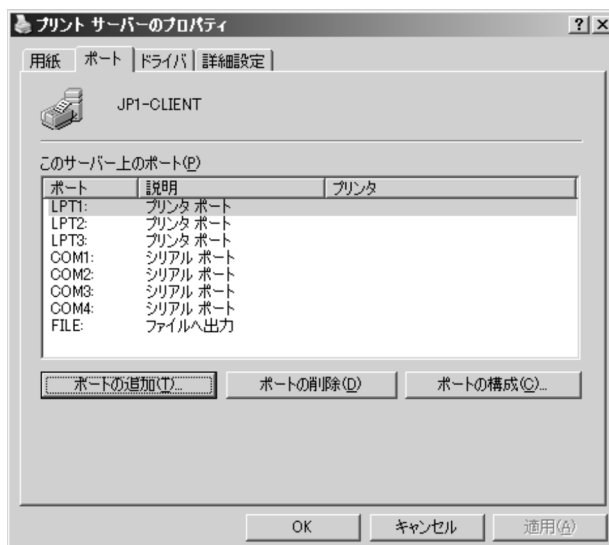 プリント サーバーのプロパティ
用紙 ポート ドライバ 詳細設定
JP1-CLIENT
このサーバー上のポート(P)
ポート 説明 プリンタ
LPT1: プリンタ ポート
LPT2: プリンタ ポート
LPT3: プリンタ ポート
COM1: シリアル ポート
COM2: シリアル ポート
COM3: シリアル ポート
COM4: シリアル ポート
FILE: ファイルへ出力
ポートの追加(T)... ポートの削除(D) ポートの構成(C)...
OK キャンセル 適用(A)